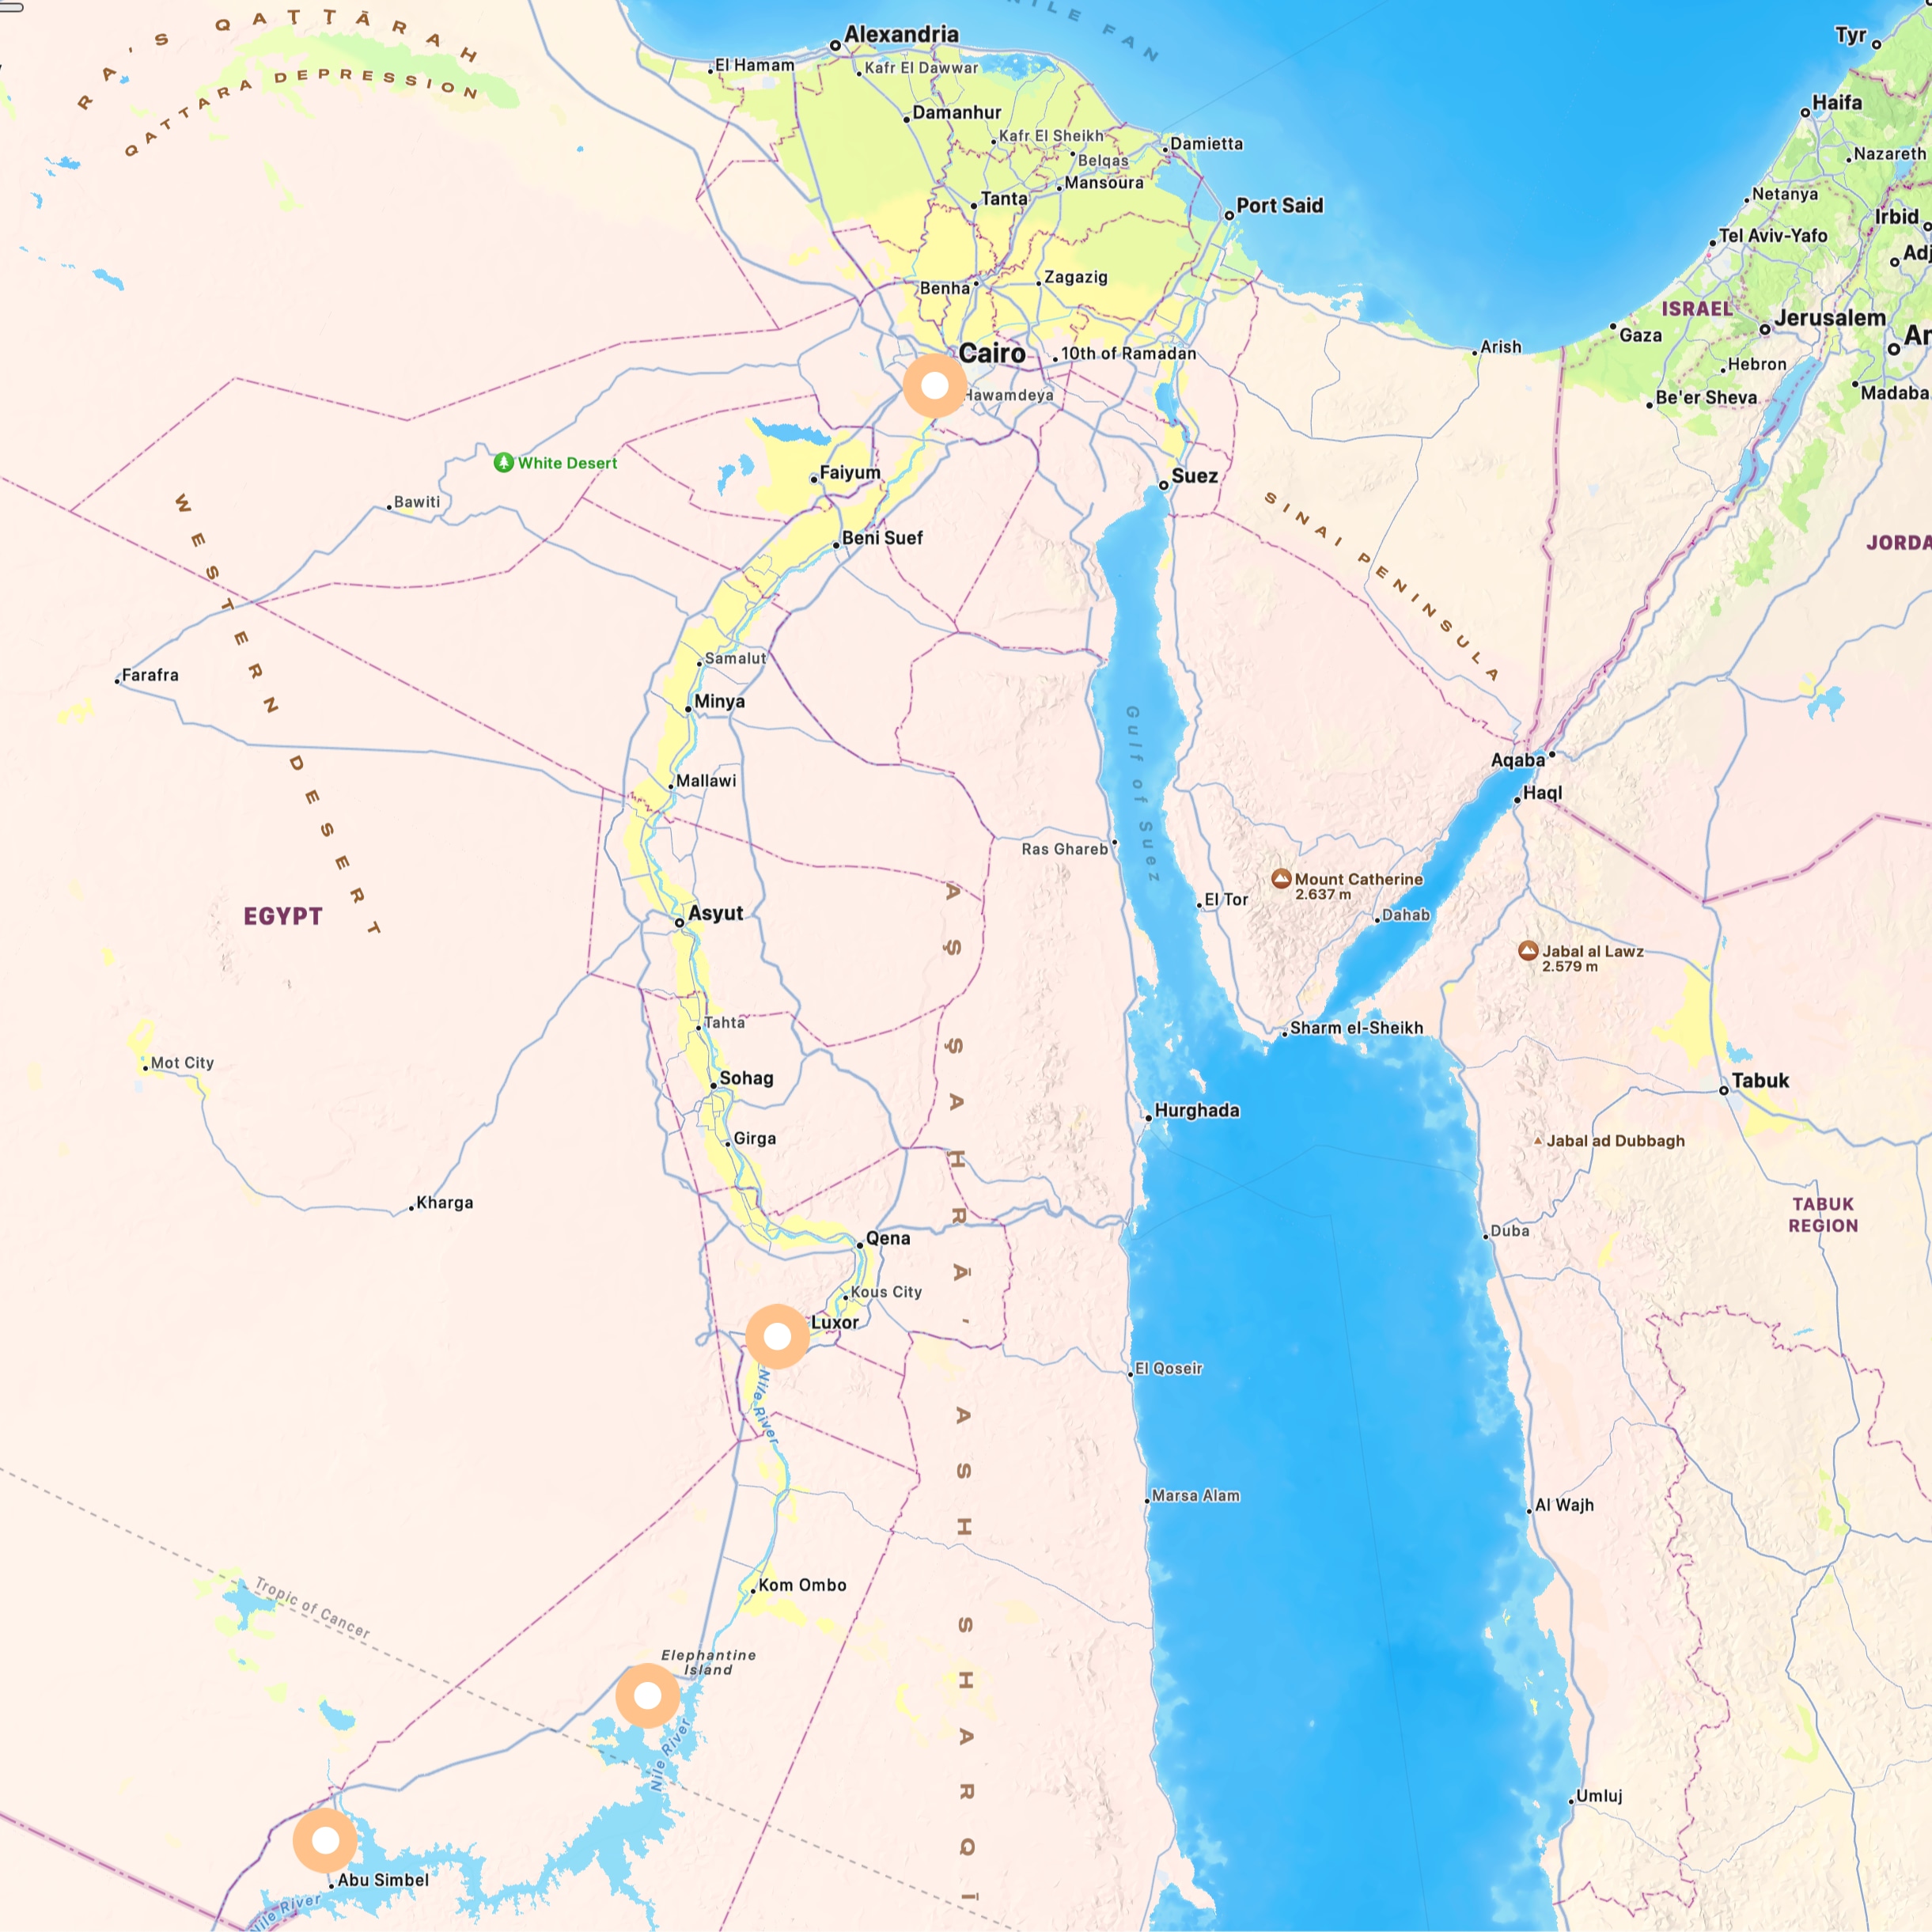 NILE FAN
RA'S QAṬṬĀRAH
QATTARA DEPRESSION
Alexandria
El Hamam
Kafr El Dawwar
Tyr
Haifa
Damanhur
Kafr El Sheikh
Damietta
Belqas
Nazareth
Mansoura
Netanya
Tanta
Port Said
Irbid
Tel Aviv-Yafo
Adj
Benha
Zagazig
ISRAEL
Jerusalem
Gaza
Am
Cairo
10th of Ramadan
Arish
Hebron
Hawamdeya
Be'er Sheva
Madaba
White Desert
Faiyum
Suez
Bawiti
SINAI PENINSULA
Beni Suef
JORDA
WESTERN DESERT
Samalut
Farafra
Minya
Gulf of Suez
Aqaba
Mallawi
Haql
Ras Ghareb
Mount Catherine
2.637 m
El Tor
Dahab
EGYPT
Asyut
Jabal al Lawz
2.579 m
AṢ ṢAḤRĀ' ASH SHARQĪ
Tahta
Sharm el-Sheikh
Mot City
Sohag
Tabuk
Hurghada
Girga
Jabal ad Dubbagh
Kharga
TABUK
REGION
Qena
Duba
Kous City
Luxor
El Qoseir
Nile River
Marsa Alam
Al Wajh
Kom Ombo
Tropic of Cancer
Elephantine
Island
Nile River
Umluj
Abu Simbel
Nile River